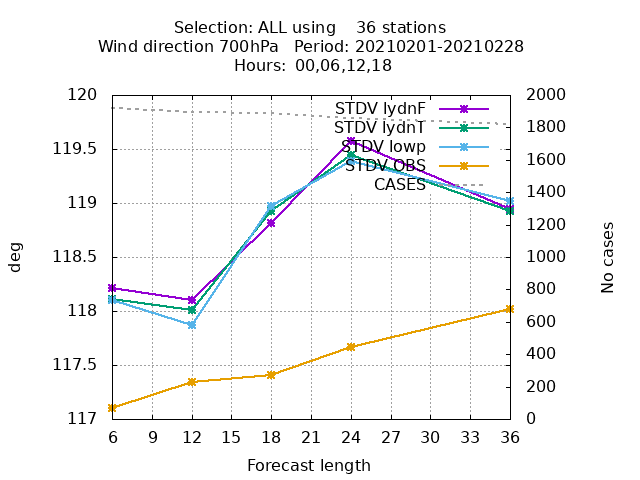 Selection: ALL using    36 stations
Wind direction 700hPa   Period: 20210201-20210228
Hours:  00,06,12,18
120
119.5
119
118.5
118
117.5
117
deg
2000
1800
1600
1400
1200
1000
800
600
400
200
0
No cases
STDV lydnF
STDV lydnT
STDV lowp
STDV OBS
CASES
6 9 12 15 18 21 24 27 30 33 36
Forecast length